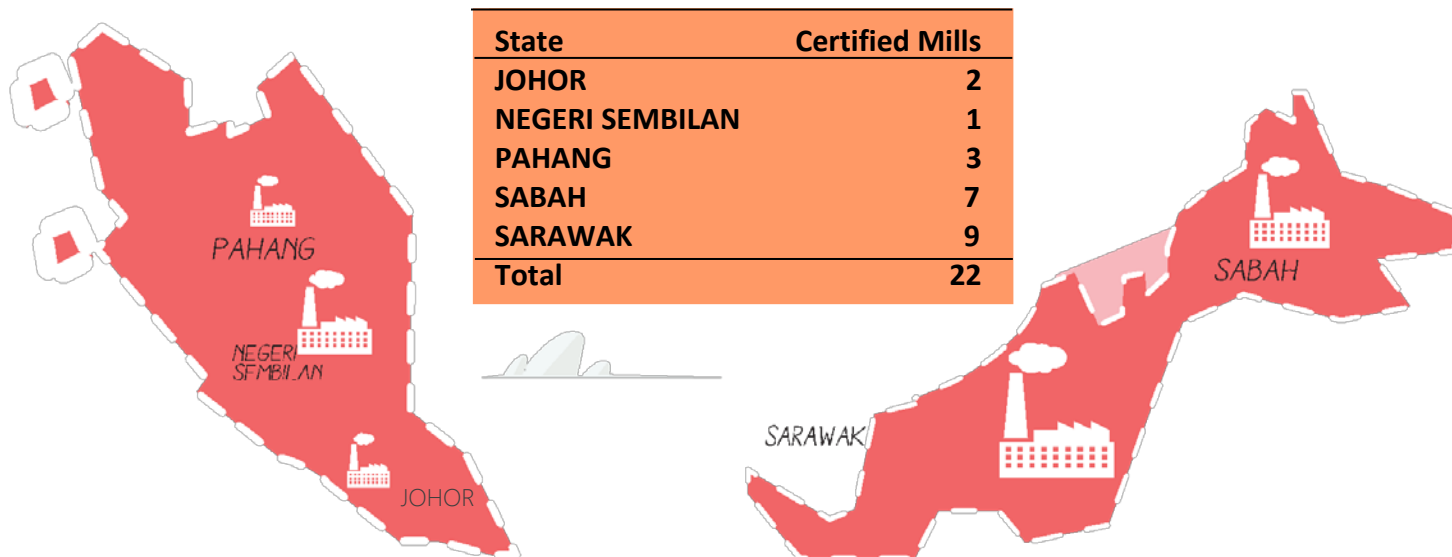 State Certified Mills
JOHOR 2
NEGERI SEMBILAN 1
PAHANG 3
SABAH 7
SARAWAK 9
Total 22
PAHANG
NEGERI
SEMBILAN
JOHOR
SARAWAK
SABAH